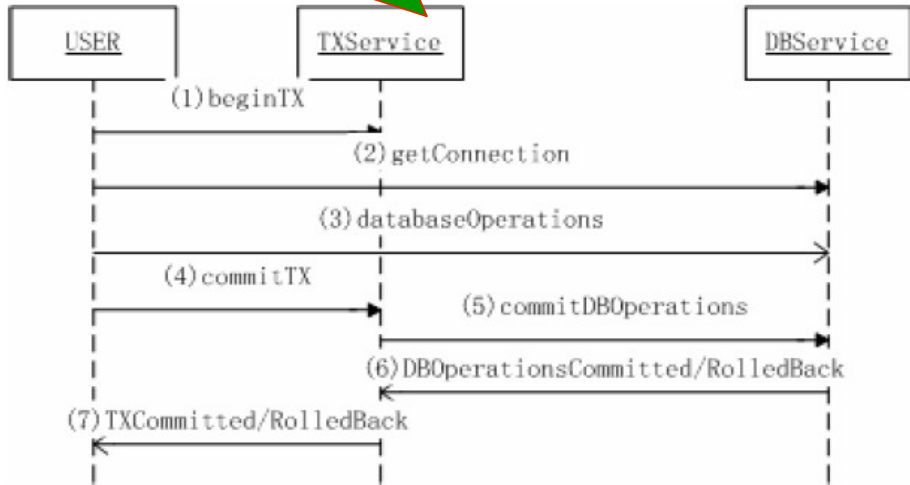 USER TXService DBService
(1)beginTX
(2)getConnection
(3)databaseOperations
(4)commitTX
(5)commitDBOperations
(6)DBOperationsCommitted/RolledBack
(7)TXCommitted/RolledBack